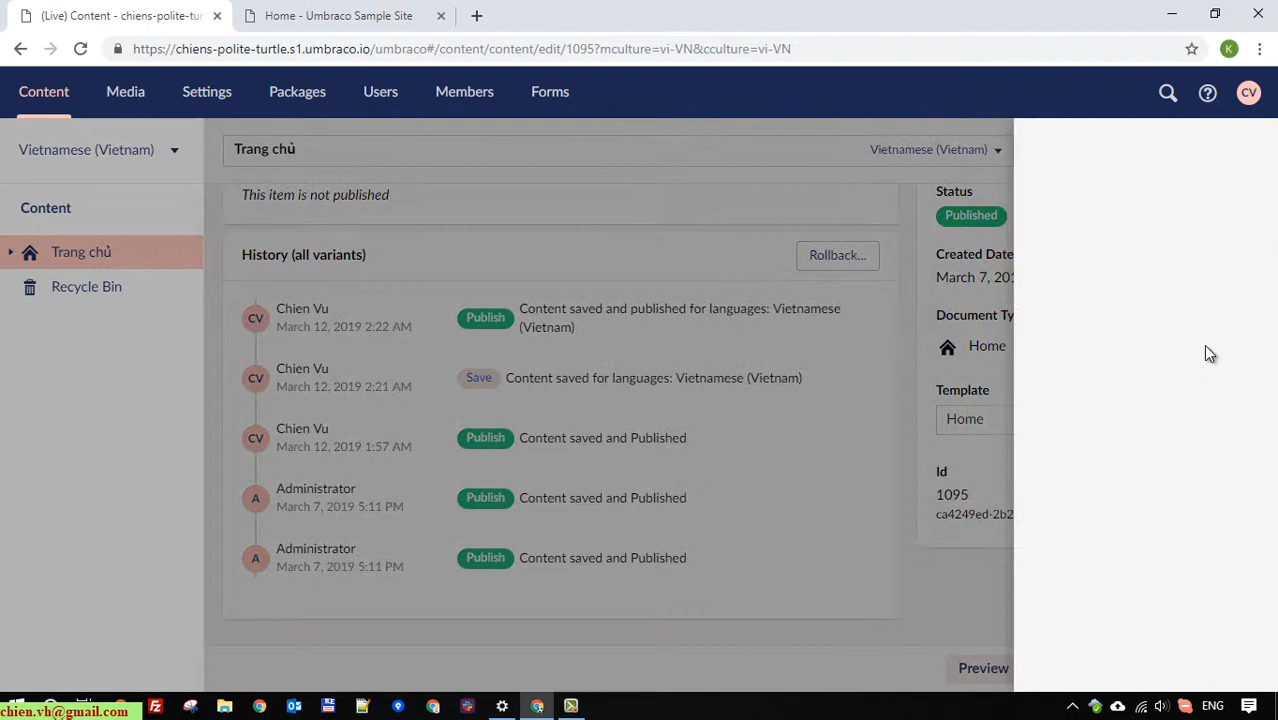 (Live) Content - chiens-polite-tur
Home - Umbraco Sample Site
https://chiens-polite-turtle.s1.umbraco.io/umbraco#/content/content/edit/1095?mculture=vi-VN&cculture=vi-VN
K
Content
Media
Settings
Packages
Users
Members
Forms
CV
Vietnamese (Vietnam)
Trang chủ
Vietnamese (Vietnam)
Content
Trang chủ
Recycle Bin
This item is not published
History (all variants)
Rollback...
CV
Chien Vu
March 12, 2019 2:22 AM
Publish
Content saved and published for languages: Vietnamese
(Vietnam)
CV
Chien Vu
March 12, 2019 2:21 AM
Save
Content saved for languages: Vietnamese (Vietnam)
CV
Chien Vu
March 12, 2019 1:57 AM
Publish
Content saved and Published
A
Administrator
March 7, 2019 5:11 PM
Publish
Content saved and Published
A
Administrator
March 7, 2019 5:11 PM
Publish
Content saved and Published
Status
Published
Created Date
March 7, 201
Document Ty
Home
Template
Home
Id
1095
ca4249ed-2b2
Preview
chien.vh@gmail.com
ENG